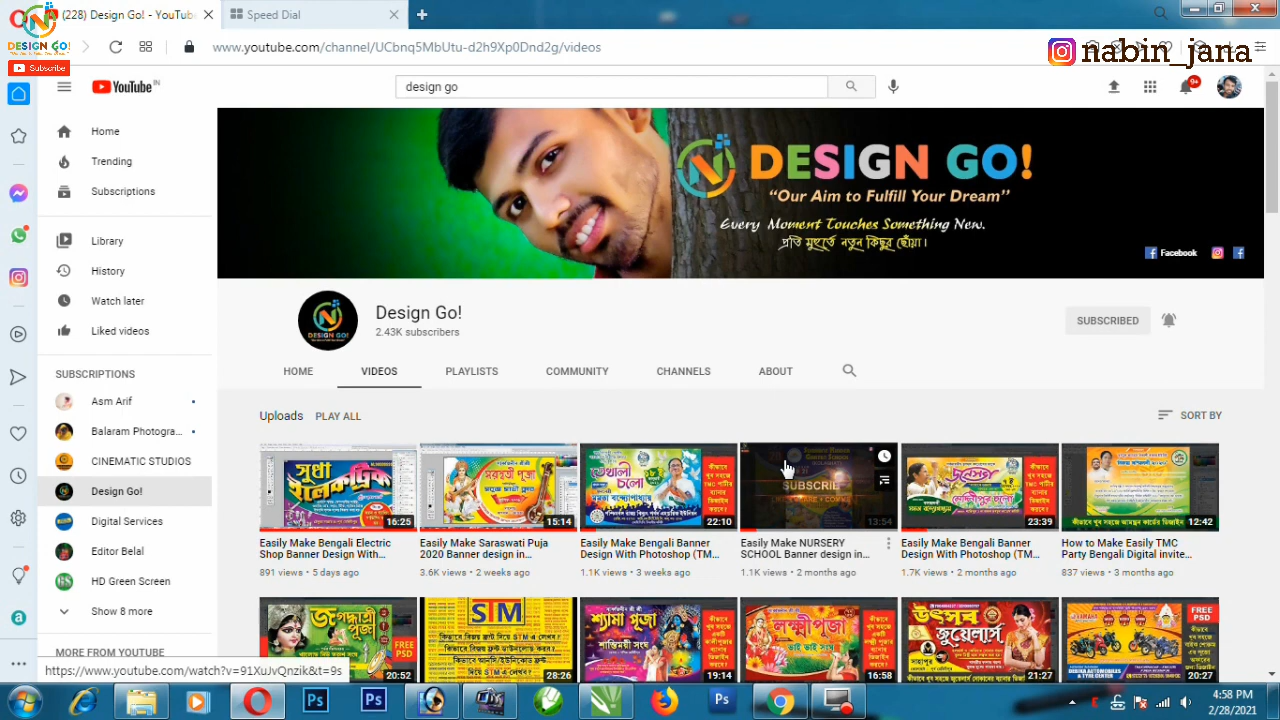 (228) Design Go! - YouTube
Speed Dial
DESIGN GO!
Subscribe
www.youtube.com/channel/UCbnq5MbUtu-d2h9Xp0Dnd2g/videos
nabin_jana
YouTube IN
design go
9+
Home
Trending
Subscriptions
Library
History
Watch later
Liked videos
SUBSCRIPTIONS
Asm Arif
Balaram Photogra...
CINEMATIC STUDIOS
Design Go!
Digital Services
Editor Belal
HD Green Screen
Show 8 more
MORE FROM YOUTUBE
DESIGN GO!
"Our Aim to Fulfill Your Dream"
Every Moment Touches Something New.
প্রতি মুহূর্তে নতুন কিছুর ছোঁয়া।
Facebook
DESIGN GO!
Design Go!
2.43K subscribers
SUBSCRIBED
HOME
VIDEOS
PLAYLISTS
COMMUNITY
CHANNELS
ABOUT
Uploads
PLAY ALL
SORT BY
16:25
15:14
22:10
SUBSCRIBE
13:54
23:39
12:42
Easily Make Bengali Electric
Shop Banner Design With...
891 views • 5 days ago
Easily Make Saraswati Puja
2020 Banner design in...
3.6K views • 2 weeks ago
Easily Make Bengali Banner
Design With Photoshop (TM...
1.1K views • 3 weeks ago
Easily Make NURSERY
SCHOOL Banner design in...
1.1K views • 2 months ago
Easily Make Bengali Banner
Design With Photoshop (TM...
1.7K views • 2 months ago
How to Make Easily TMC
Party Bengali Digital invite...
837 views • 3 months ago
জগদ্ধাত্রী
পূজা
FREE
PSD
20:52
STM
28:26
শ্যামা পূজা
19:14
লক্ষ্মী পূজা
16:58
উৎসব
জুয়েলার্স
21:27
FREE
PSD
20:27
4:58 PM
2/28/2021